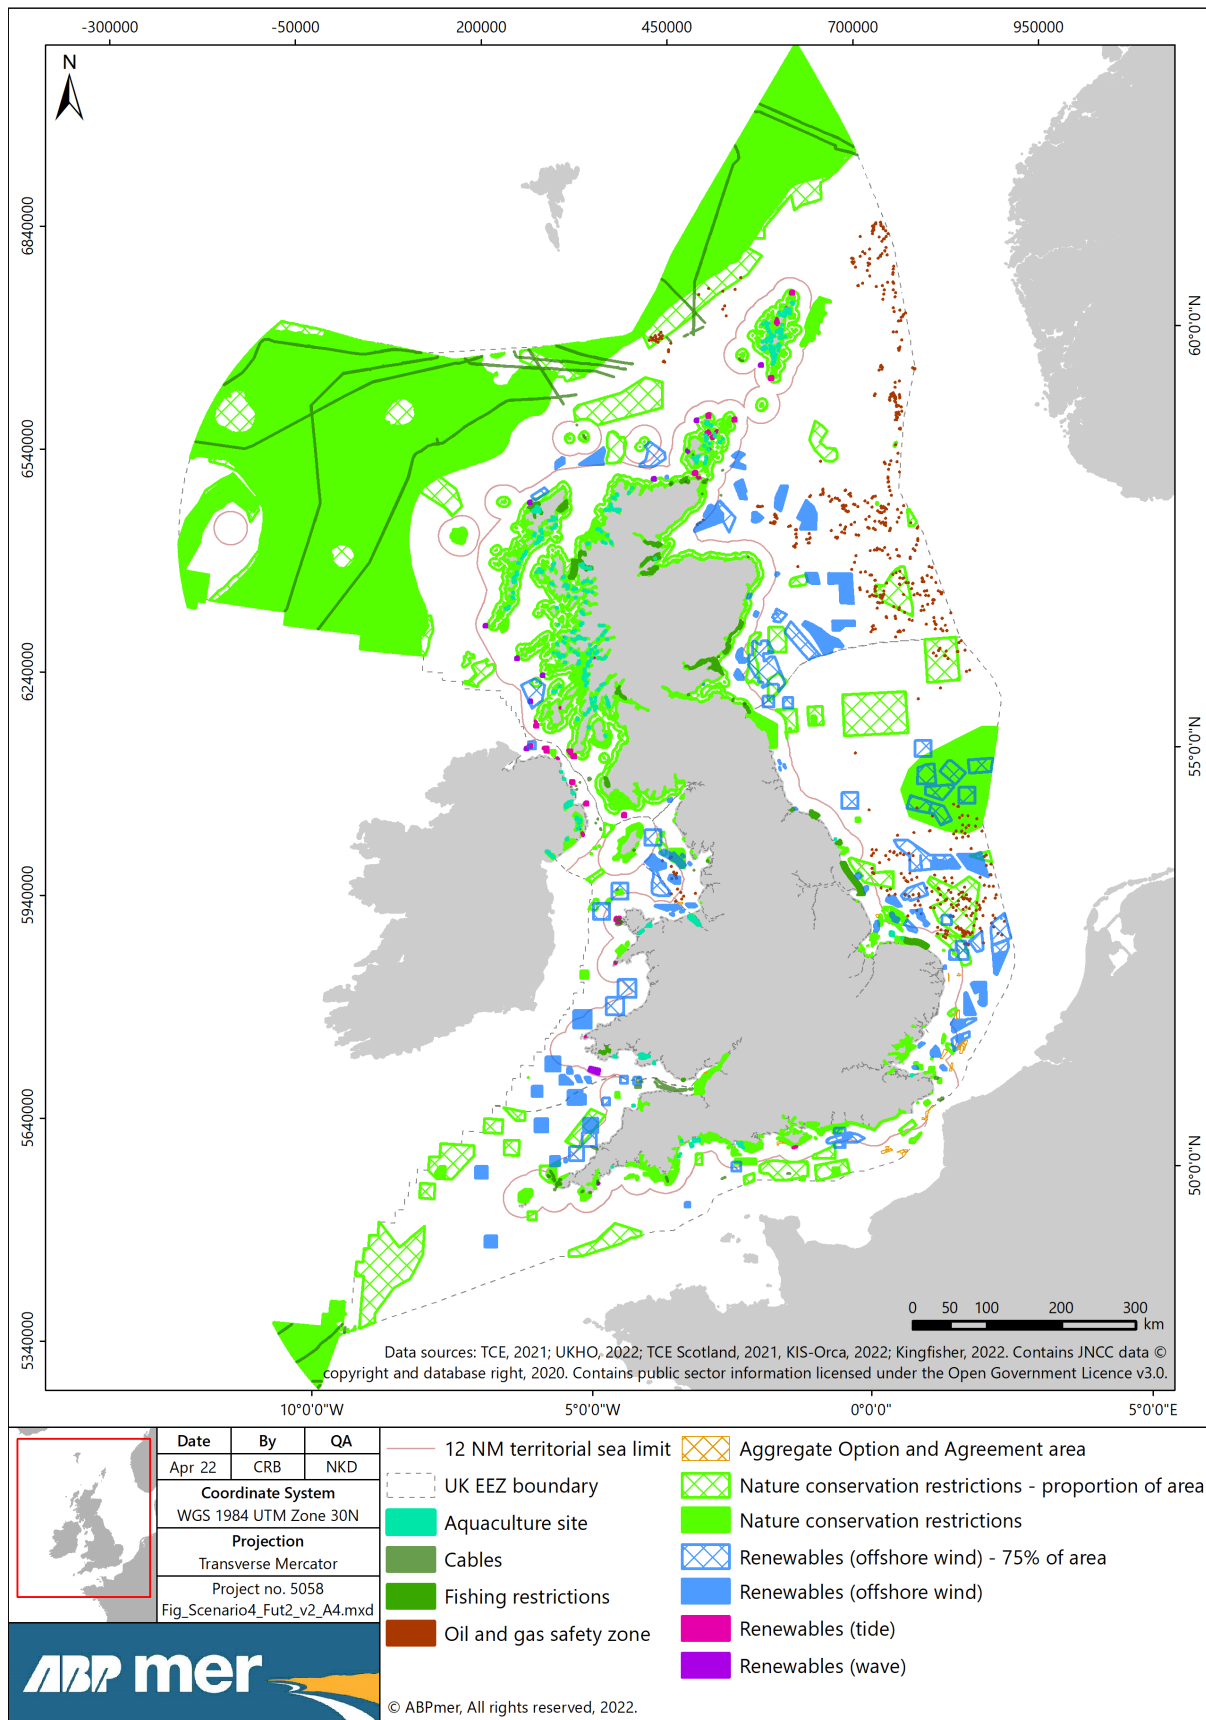 -300000 -50000 200000 450000 700000 950000
N
6840000
6540000
6240000
5940000
5640000
5340000
60°0'0"N
55°0'0"N
50°0'0"N
0 50 100 200 300
km
Data sources: TCE, 2021; UKHO, 2022; TCE Scotland, 2021, KIS-Orca, 2022; Kingfisher, 2022. Contains JNCC data ©
copyright and database right, 2020. Contains public sector information licensed under the Open Government Licence v3.0.
10°0'0"W 5°0'0"W 0°0'0" 5°0'0"E
Date By QA
Apr 22 CRB NKD
Coordinate System
WGS 1984 UTM Zone 30N
Projection
Transverse Mercator
Project no. 5058
Fig_Scenario4_Fut2_v2_A4.mxd
ABPmer
12 NM territorial sea limit
UK EEZ boundary
Aquaculture site
Cables
Fishing restrictions
Oil and gas safety zone
Aggregate Option and Agreement area
Nature conservation restrictions - proportion of area
Nature conservation restrictions
Renewables (offshore wind) - 75% of area
Renewables (offshore wind)
Renewables (tide)
Renewables (wave)
© ABPmer, All rights reserved, 2022.